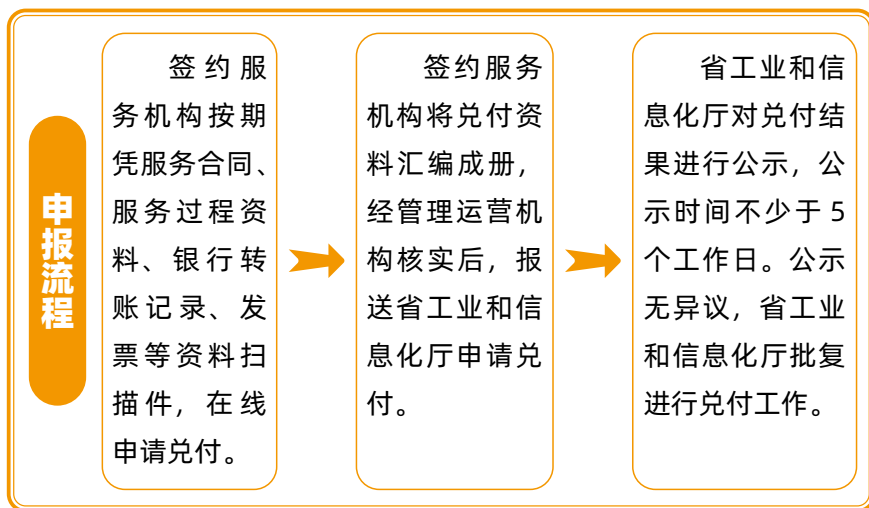 申报流程
签约服
务机构按期
凭服务合同、
服务过程资
料、银行转
账记录、发
票等资料扫
描件，在线
申请兑付。
签约服务
机构将兑付资
料汇编成册，
经管理运营机
构核实后，报
送省工业和信
息化厅申请兑
付。
省工业和信
息化厅对兑付结
果进行公示，公
示时间不少于 5
个工作日。公示
无异议，省工业
和信息化厅批复
进行兑付工作。